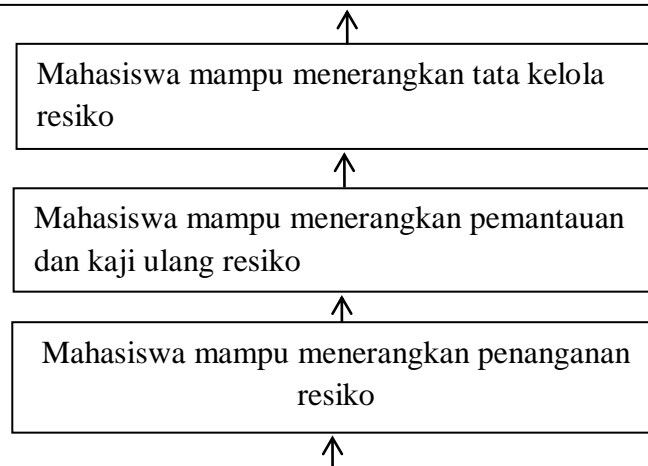 Mahasiswa mampu menerangkan tata kelola
resiko
Mahasiswa mampu menerangkan pemantauan
dan kaji ulang resiko
Mahasiswa mampu menerangkan penanganan
resiko